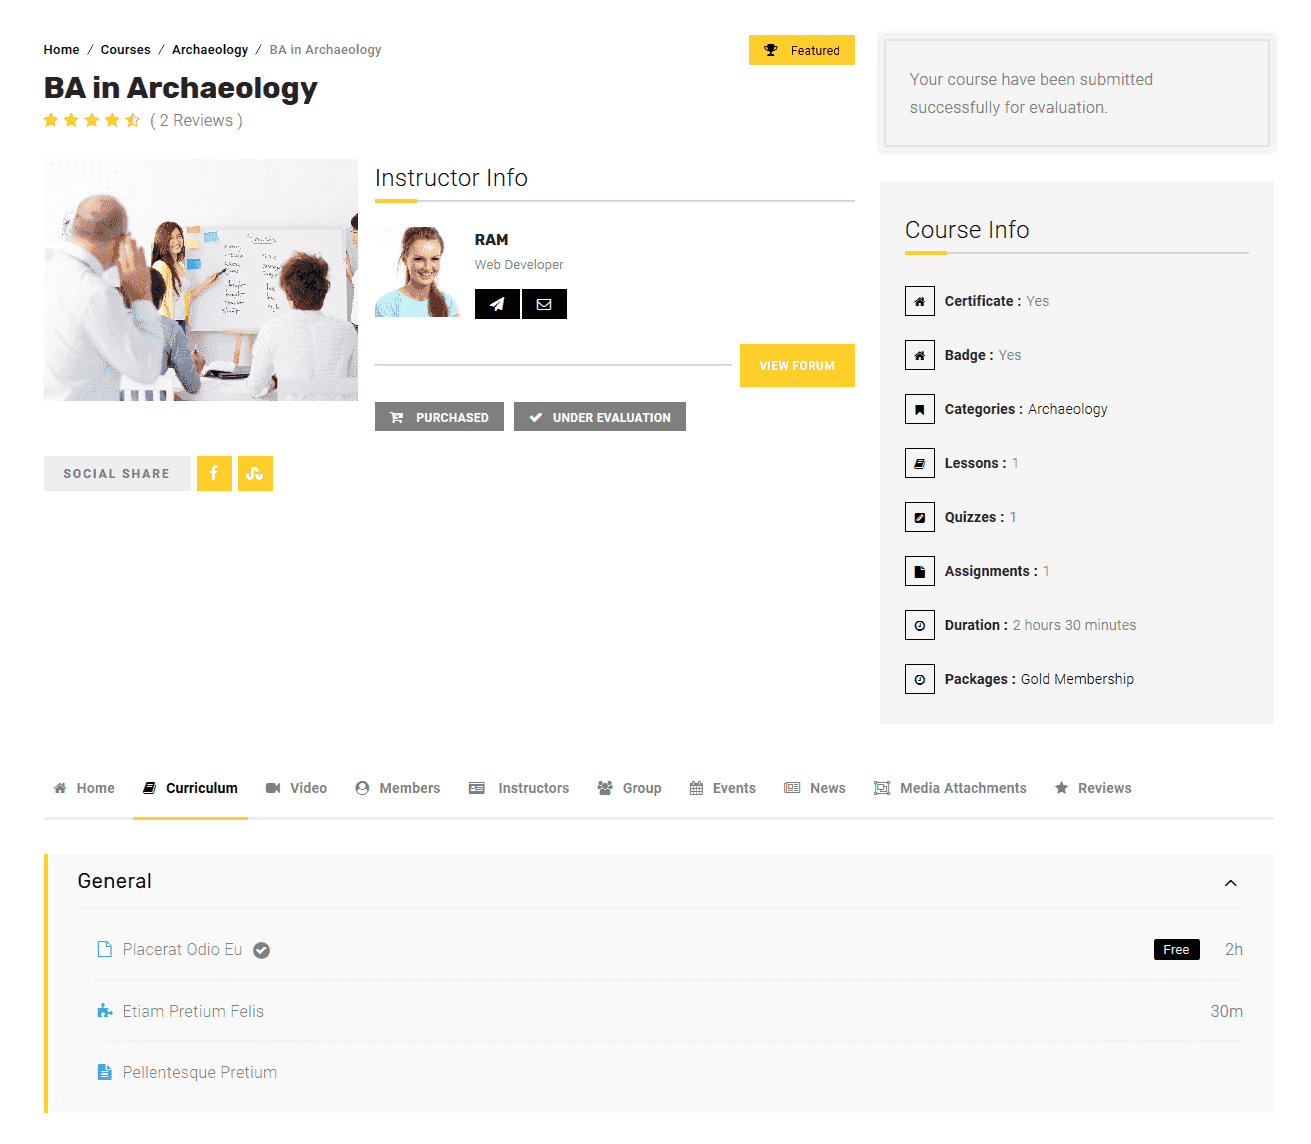 Home / Courses / Archaeology / BA in Archaeology
Featured
BA in Archaeology
( 2 Reviews )
Instructor Info
RAM
Web Developer
VIEW FORUM
PURCHASED
UNDER EVALUATION
SOCIAL SHARE
Your course have been submitted
successfully for evaluation.
Course Info
Certificate : Yes
Badge : Yes
Categories : Archaeology
Lessons : 1
Quizzes : 1
Assignments : 1
Duration : 2 hours 30 minutes
Packages : Gold Membership
Home Curriculum Video Members Instructors Group Events News Media Attachments Reviews
General
Placerat Odio Eu Free 2h
Etiam Pretium Felis 30m
Pellentesque Pretium